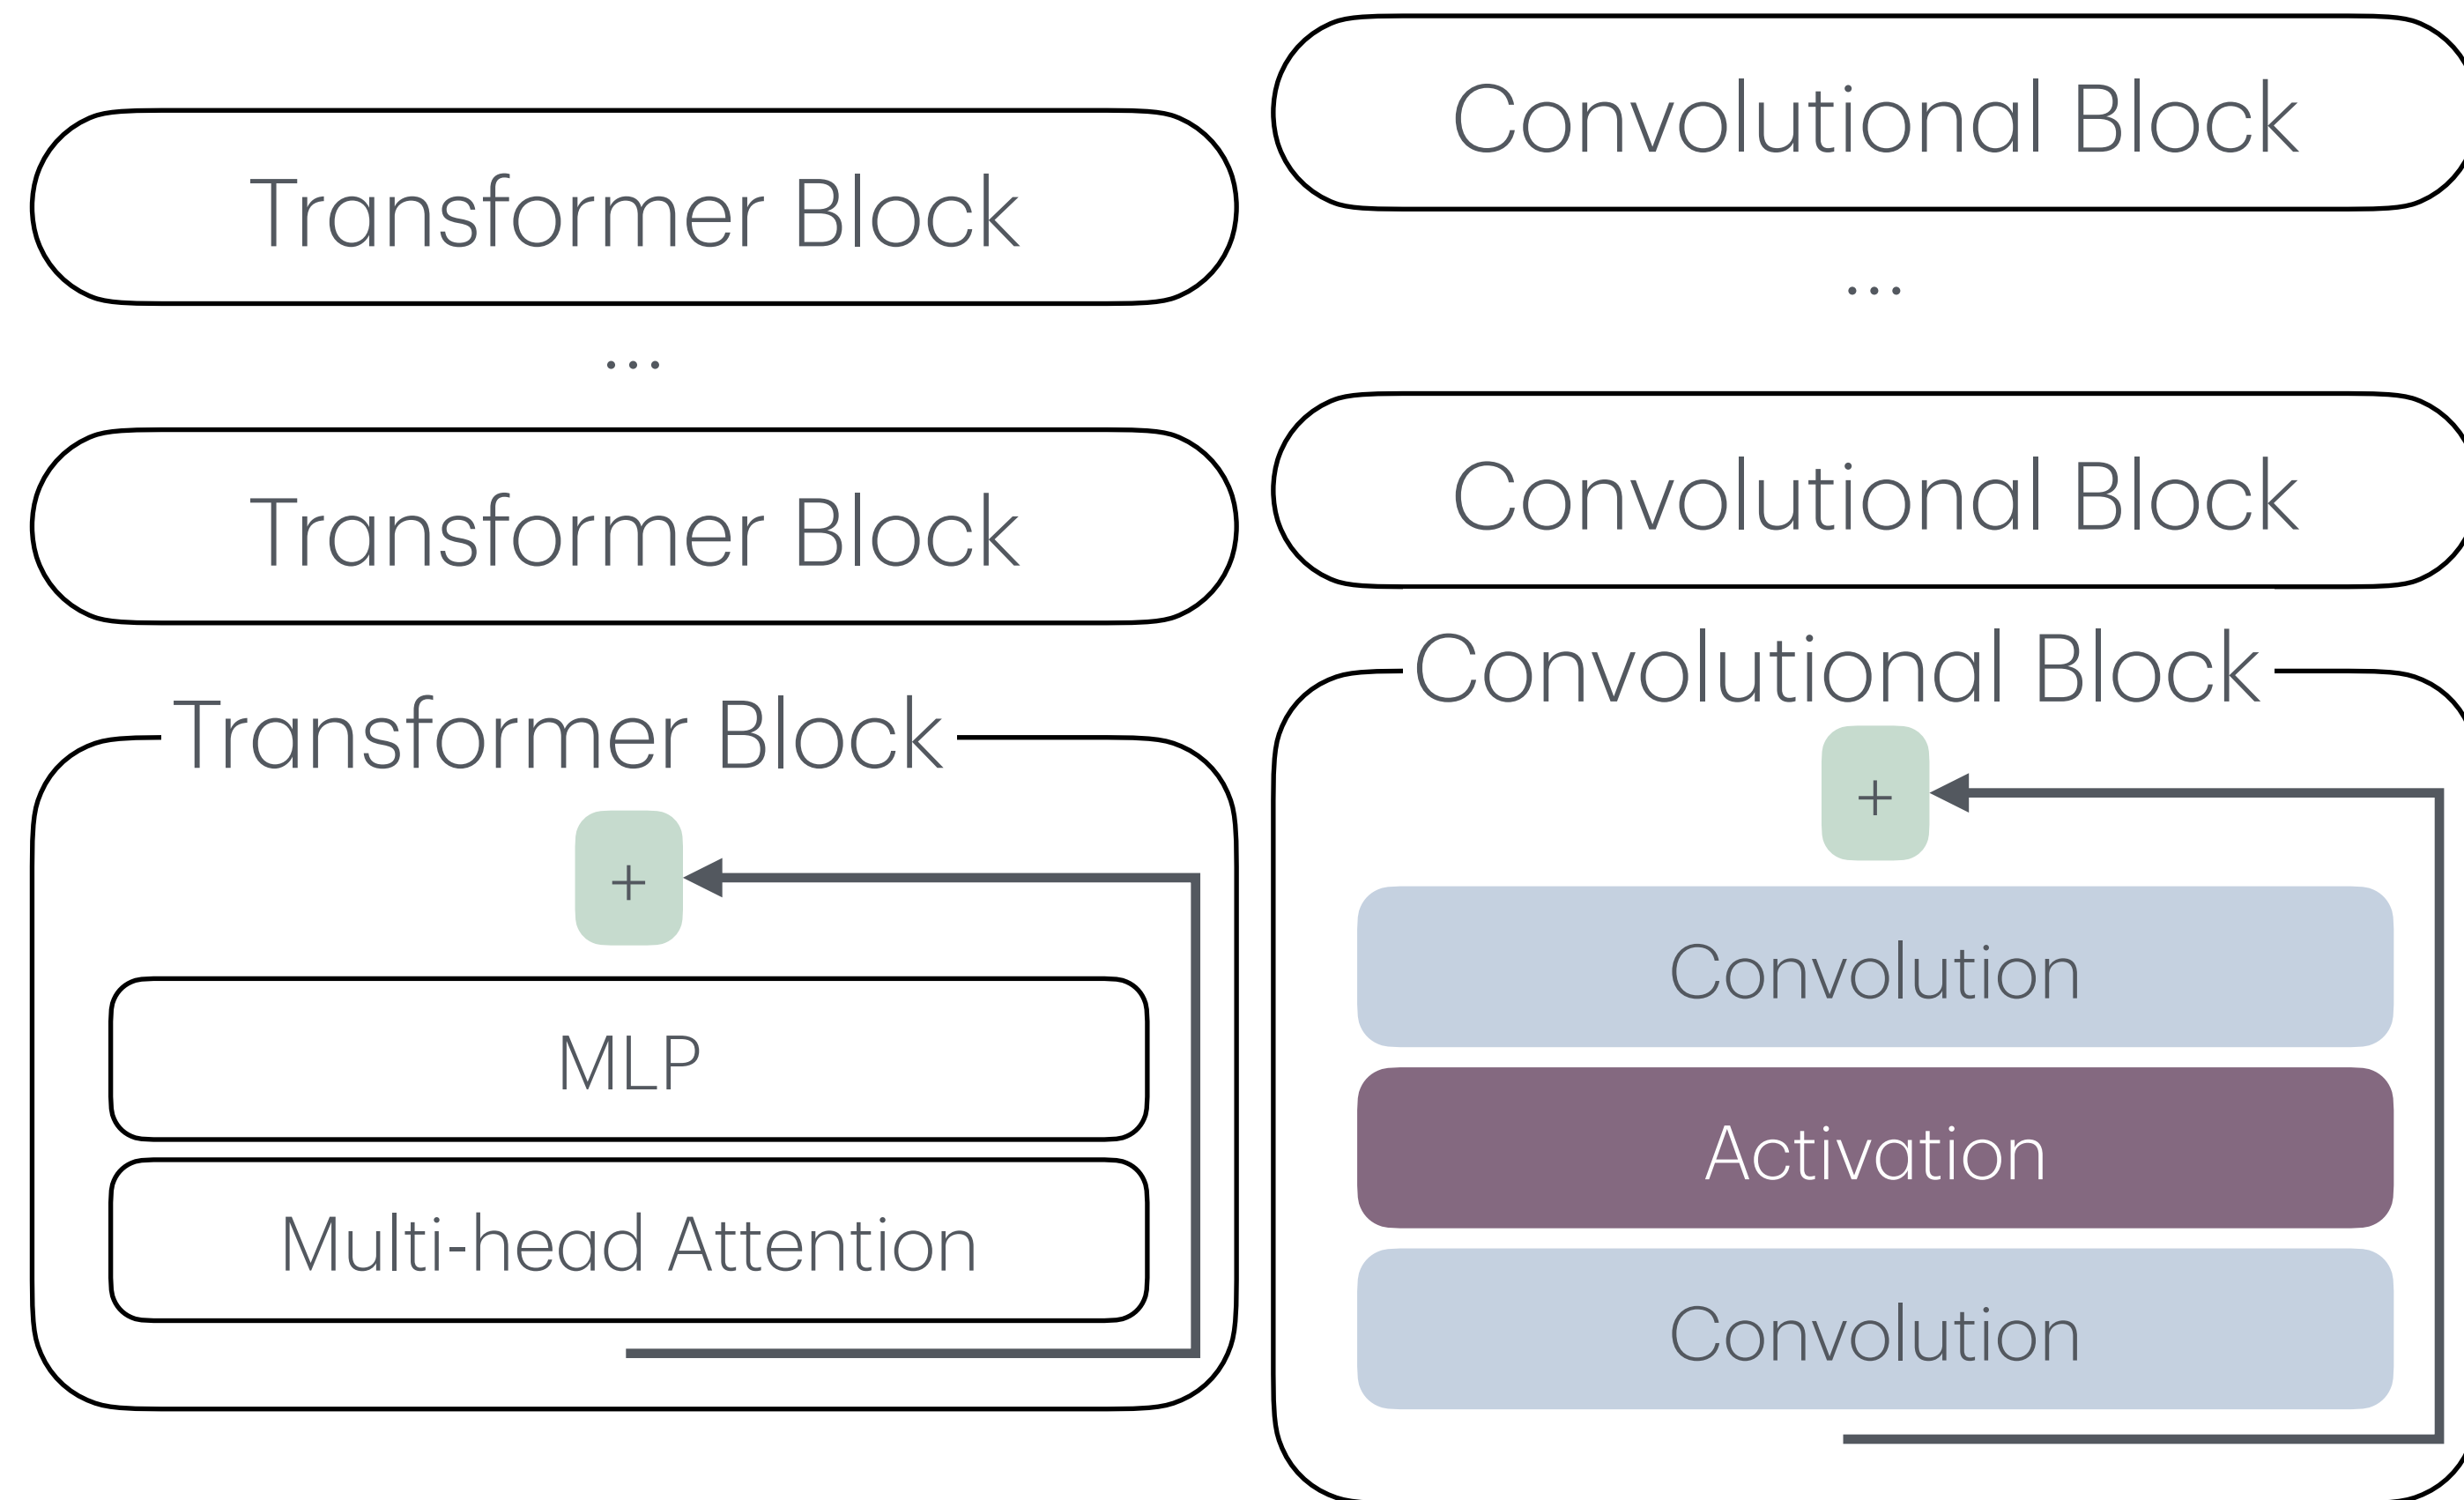 Transformer Block
...
Transformer Block
Transformer Block
+
MLP
Multi-head Attention
Convolutional Block
...
Convolutional Block
Convolutional Block
+
Convolution
Activation
Convolution